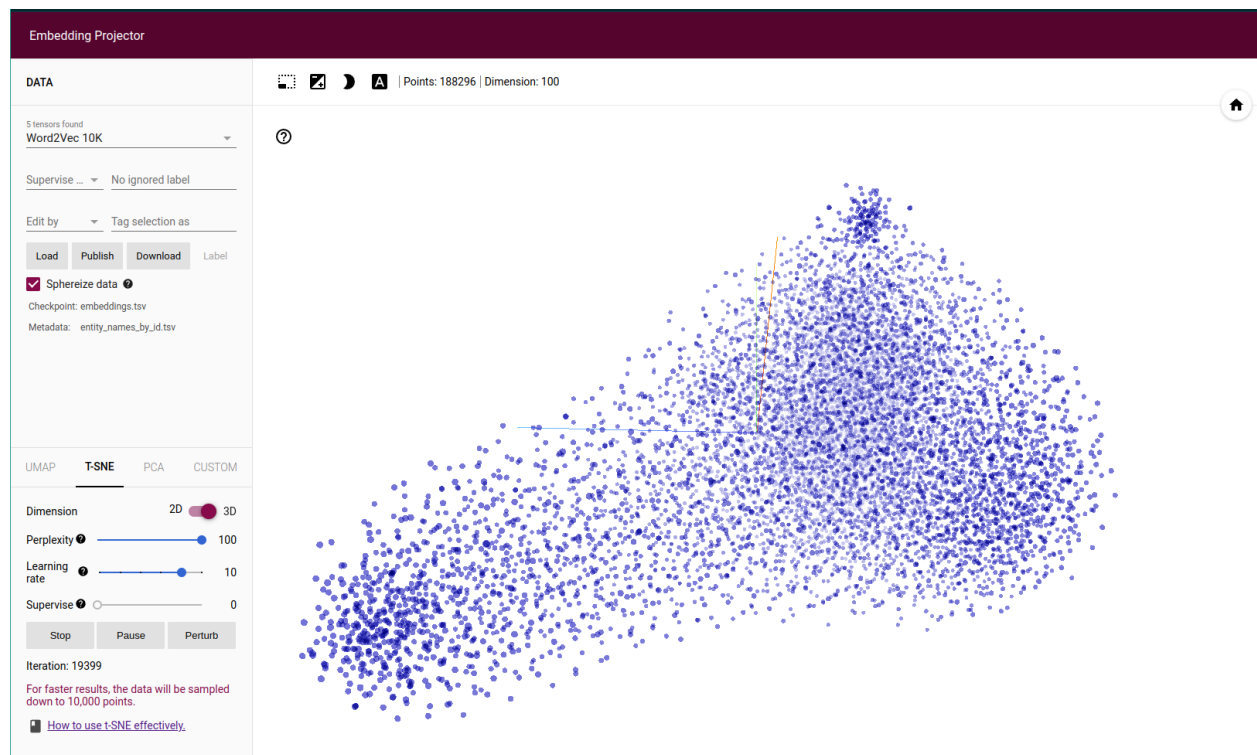 Embedding Projector
DATA
Points: 188296 | Dimension: 100
5 tensors found
Word2Vec 10K
Supervise ... No ignored label
Edit by Tag selection as
Load Publish Download Label
Sphereize data
Checkpoint: embeddings.tsv
Metadata: entity_names_by_id.tsv
UMAP T-SNE PCA CUSTOM
Dimension 2D 3D
Perplexity 100
Learning
rate 10
Supervise 0
Stop Pause Perturb
Iteration: 19399
For faster results, the data will be sampled
down to 10,000 points.
How to use t-SNE effectively.